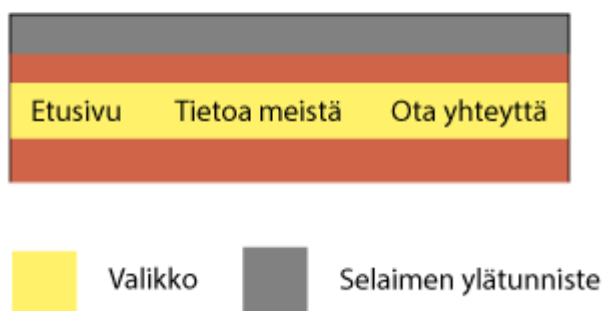 Etusivu Tietoa meistä Ota yhteyttä
Valikko Selaimen ylätunniste